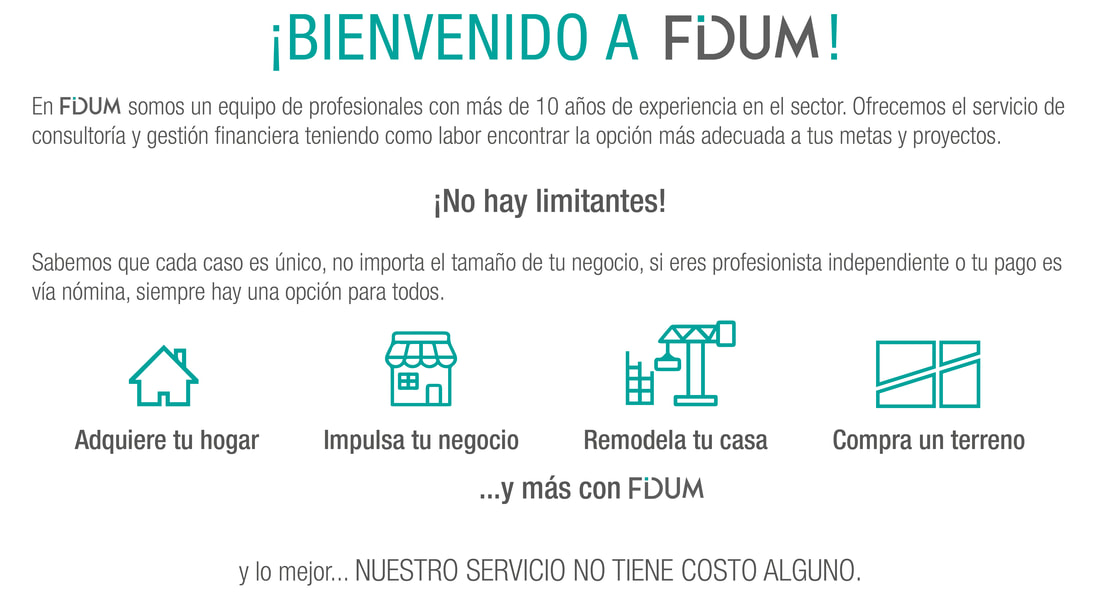 ¡BIENVENIDO A FiDUM!
En FiDUM somos un equipo de profesionales con más de 10 años de experiencia en el sector. Ofrecemos el servicio de
consultoría y gestión financiera teniendo como labor encontrar la opción más adecuada a tus metas y proyectos.
¡No hay limitantes!
Sabemos que cada caso es único, no importa el tamaño de tu negocio, si eres profesionista independiente o tu pago es
vía nómina, siempre hay una opción para todos.
Adquiere tu hogar
Impulsa tu negocio
Remodela tu casa
Compra un terreno
...y más con FiDUM
y lo mejor... NUESTRO SERVICIO NO TIENE COSTO ALGUNO.